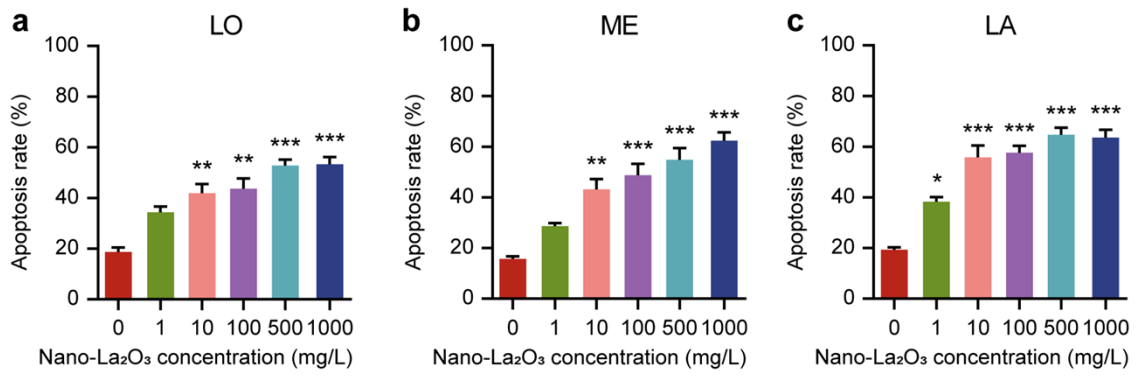 a
LO
Apoptosis rate (%)
100
80
60
40
20
0
** ** *** ***
0 1 10 100 500 1000
Nano-La₂O₃ concentration (mg/L)
b
ME
Apoptosis rate (%)
100
80
60
40
20
0
** *** *** ***
0 1 10 100 500 1000
Nano-La₂O₃ concentration (mg/L)
c
LA
Apoptosis rate (%)
100
80
60
40
20
0
* *** *** *** ***
0 1 10 100 500 1000
Nano-La₂O₃ concentration (mg/L)